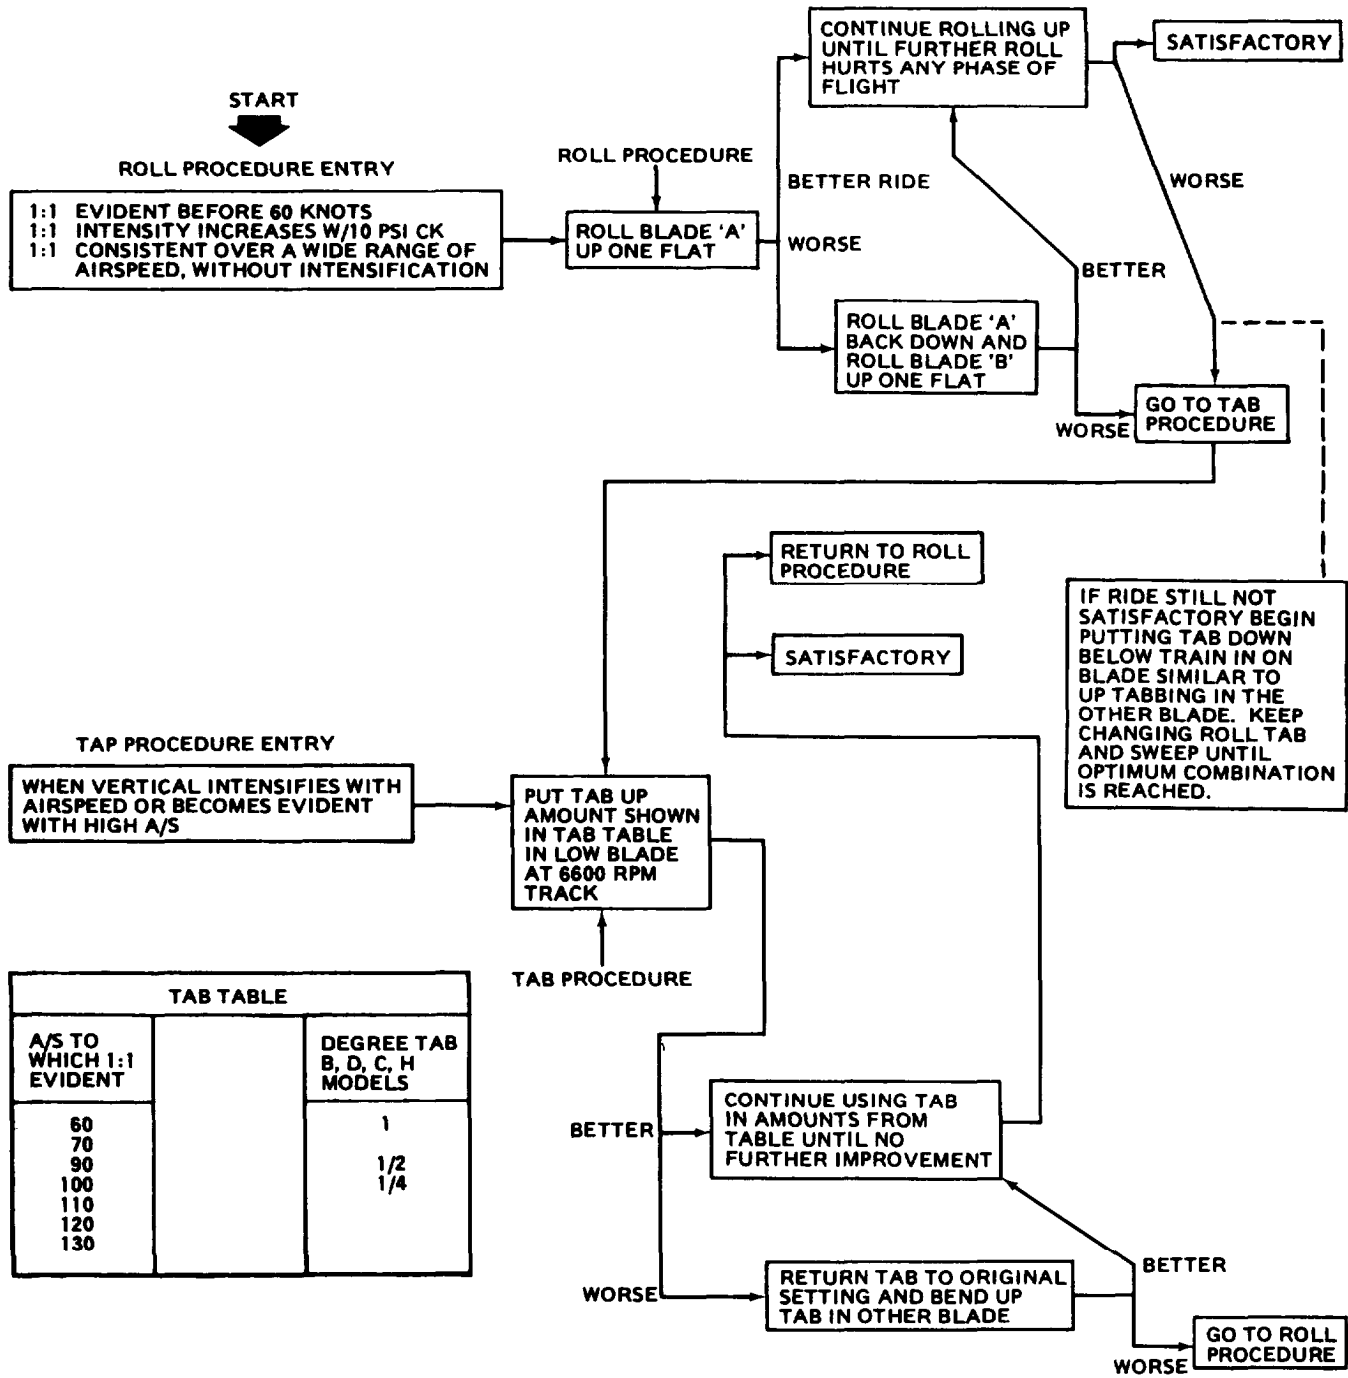 START
ROLL PROCEDURE ENTRY
1:1 EVIDENT BEFORE 60 KNOTS
1:1 INTENSITY INCREASES W/10 PSI CK
1:1 CONSISTENT OVER A WIDE RANGE OF
AIRSPEED, WITHOUT INTENSIFICATION
ROLL PROCEDURE
ROLL BLADE 'A'
UP ONE FLAT
BETTER RIDE
WORSE
CONTINUE ROLLING UP
UNTIL FURTHER ROLL
HURTS ANY PHASE OF
FLIGHT
SATISFACTORY
WORSE
ROLL BLADE 'A'
BACK DOWN AND
ROLL BLADE 'B'
UP ONE FLAT
BETTER
WORSE
GO TO TAB
PROCEDURE
RETURN TO ROLL
PROCEDURE
SATISFACTORY
IF RIDE STILL NOT
SATISFACTORY BEGIN
PUTTING TAB DOWN
BELOW TRAIN IN ON
BLADE SIMILAR TO
UP TABBING IN THE
OTHER BLADE. KEEP
CHANGING ROLL TAB
AND SWEEP UNTIL
OPTIMUM COMBINATION
IS REACHED.
TAP PROCEDURE ENTRY
WHEN VERTICAL INTENSIFIES WITH
AIRSPEED OR BECOMES EVIDENT
WITH HIGH A/S
PUT TAB UP
AMOUNT SHOWN
IN TAB TABLE
IN LOW BLADE
AT 6600 RPM
TRACK
TAB PROCEDURE
TAB TABLE
A/S TO
WHICH 1:1
EVIDENT
DEGREE TAB
B, D, C, H
MODELS
60 1
70
90 1/2
100 1/4
110
120
130
BETTER
CONTINUE USING TAB
IN AMOUNTS FROM
TABLE UNTIL NO
FURTHER IMPROVEMENT
WORSE
RETURN TAB TO ORIGINAL
SETTING AND BEND UP
TAB IN OTHER BLADE
BETTER
WORSE
GO TO ROLL
PROCEDURE